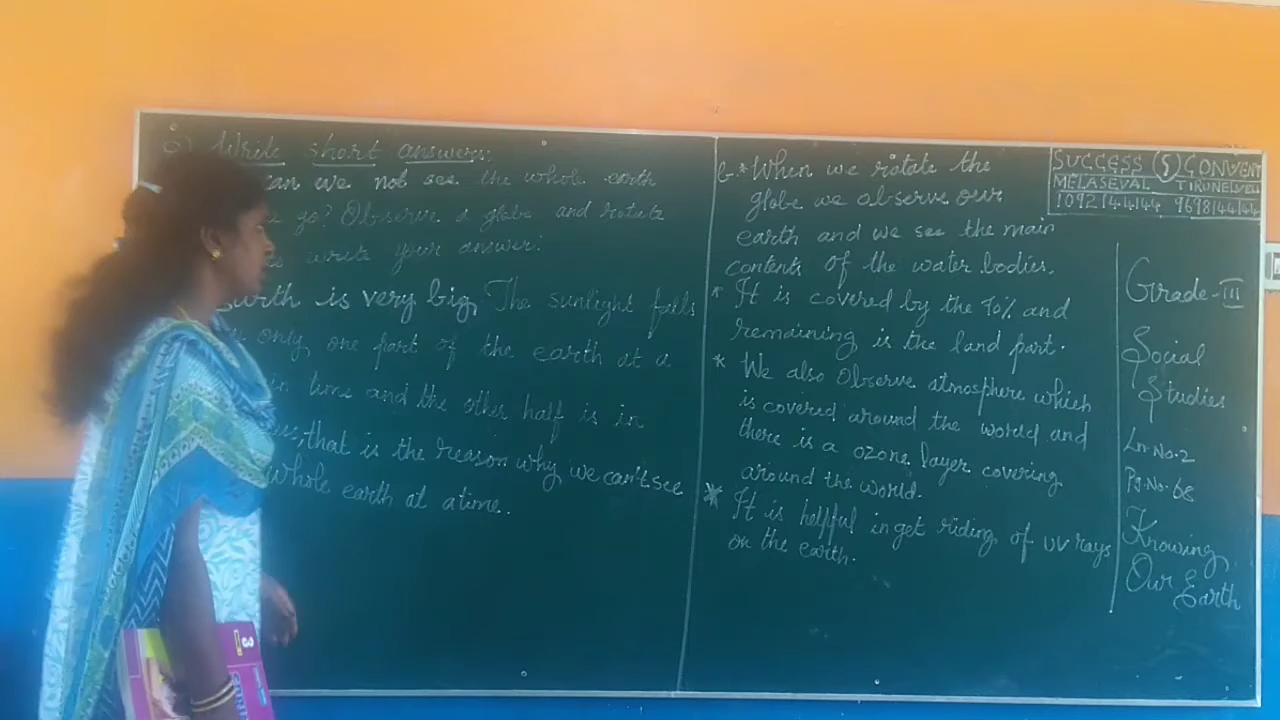 Write short answers:
can we not see the whole earth
go? Observe a globe and rotate
write your answer:
earth is very big, The sunlight falls
only one part of the earth at a
in time and the other half is in
that is the reason why we can't see
whole earth at a time..
b. * When we rotate the
globe we observe our
earth and we see the main
contents of the water bodies.
* It is covered by the 70% and
remaining is the land part.
* We also observe atmosphere which
is covered around the world and
there is a ozone layer covering
around the world.
* It is helpful in get riding of UV rays
on the earth.
SUCCESS (S) CONVENT
MELASEVAL TIRUNELVELI
Grade - III
Social
Studies
Ln.No.2
Pg.No.68
Knowing
Our Earth
3